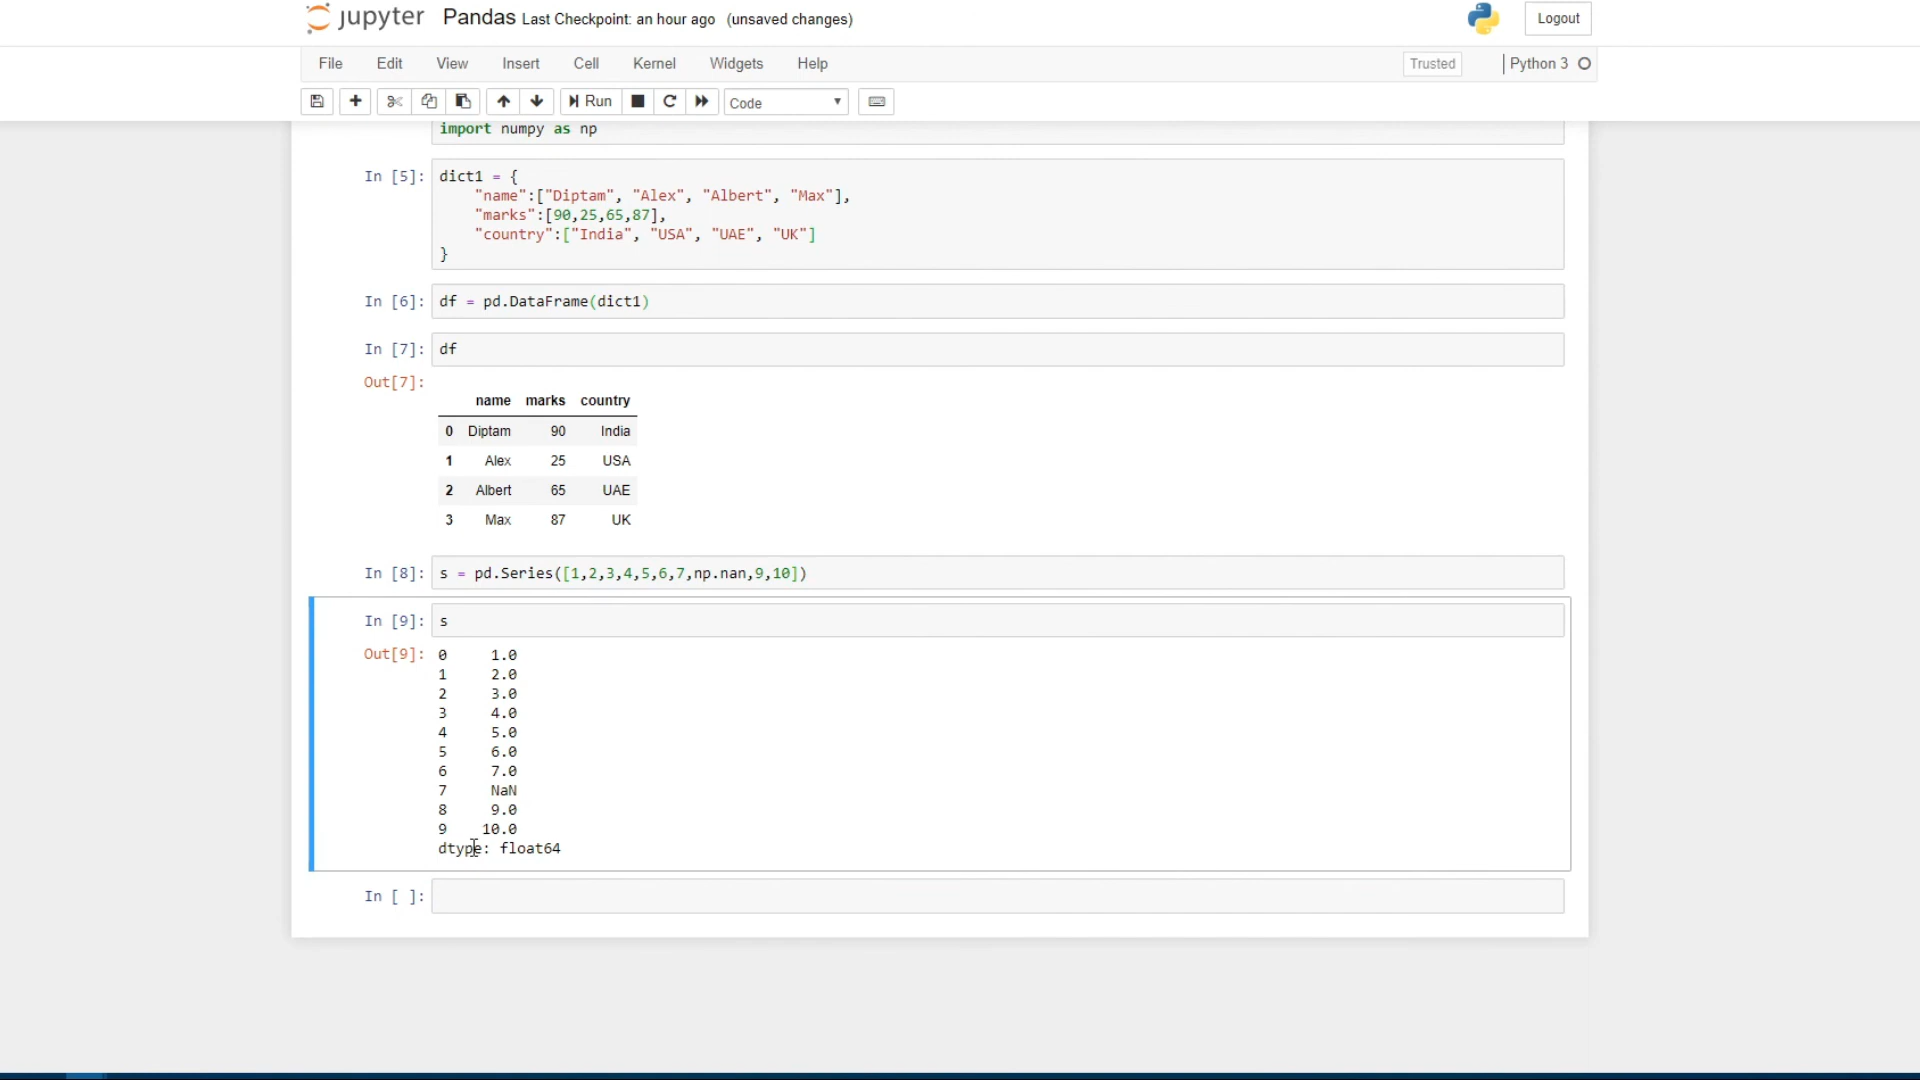 jupyter Pandas Last Checkpoint: an hour ago (unsaved changes) Logout
File Edit View Insert Cell Kernel Widgets Help Trusted Python 3
Run Code
import numpy as np
In [5]: dict1 = {
"name":["Diptam", "Alex", "Albert", "Max"],
"marks":[90,25,65,87],
"country":["India", "USA", "UAE", "UK"]
}
In [6]: df = pd.DataFrame(dict1)
In [7]: df
Out[7]:
name marks country
0 Diptam 90 India
1 Alex 25 USA
2 Albert 65 UAE
3 Max 87 UK
In [8]: s = pd.Series([1,2,3,4,5,6,7,np.nan,9,10])
In [9]: s
Out[9]: 0 1.0
1 2.0
2 3.0
3 4.0
4 5.0
5 6.0
6 7.0
7 NaN
8 9.0
9 10.0
dtype: float64
In [ ]: